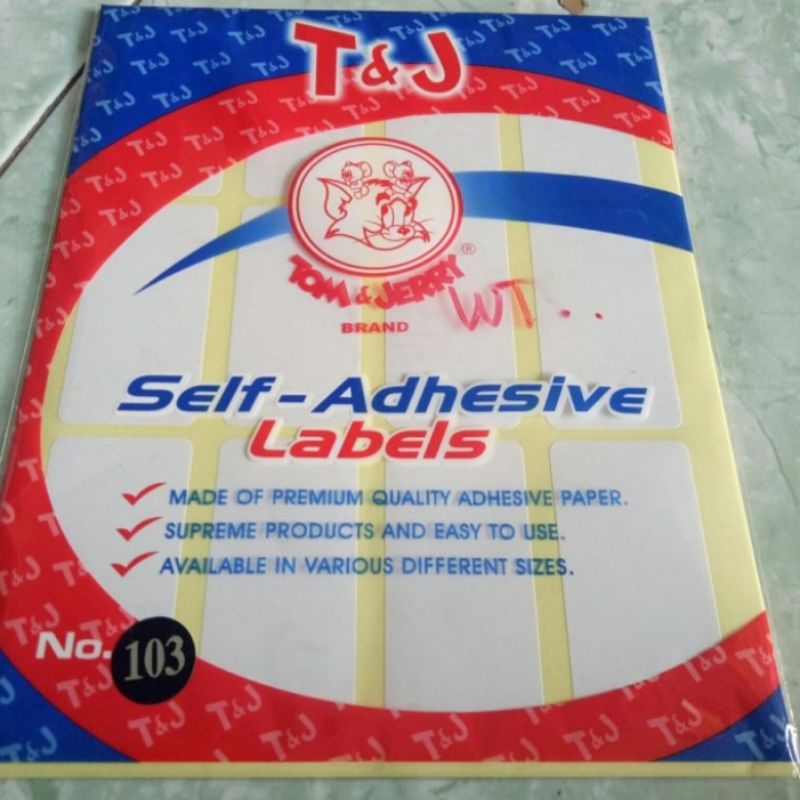 T&J
TOM & JERRY ®
BRAND
WT..
Self-Adhesive
Labels
MADE OF PREMIUM QUALITY ADHESIVE PAPER.
SUPREME PRODUCTS AND EASY TO USE.
AVAILABLE IN VARIOUS DIFFERENT SIZES.
No. 103